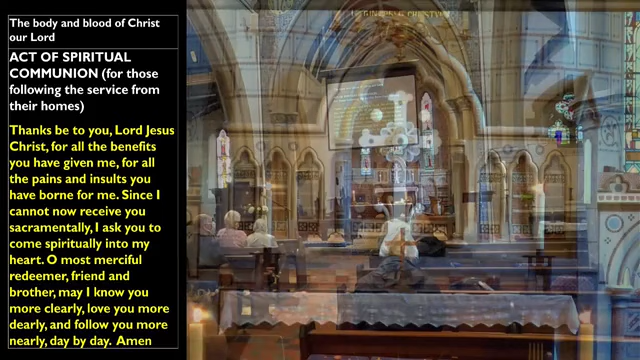 The body and blood of Christ
our Lord
ACT OF SPIRITUAL
COMMUNION (for those
following the service from
their homes)
Thanks be to you, Lord Jesus
Christ, for all the benefits
you have given me, for all
the pains and insults you
have borne for me. Since I
cannot now receive you
sacramentally, I ask you to
come spiritually into my
heart. O most merciful
redeemer, friend and
brother, may I know you
more clearly, love you more
dearly, and follow you more
nearly, day by day. Amen